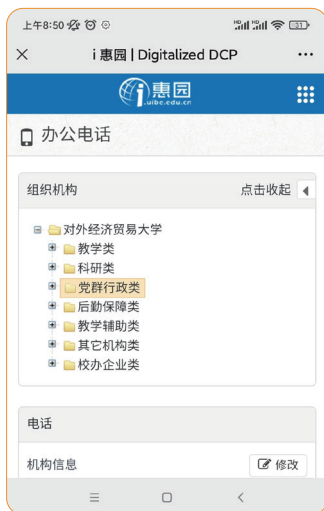 上午8:50
i 惠园 | Digitalized DCP
i 惠园
.uibe.edu.cn
办公电话
组织机构 点击收起
对外经济贸易大学
教学类
科研类
党群行政类
后勤保障类
教学辅助类
其它机构类
校办企业类
电话
机构信息 修改